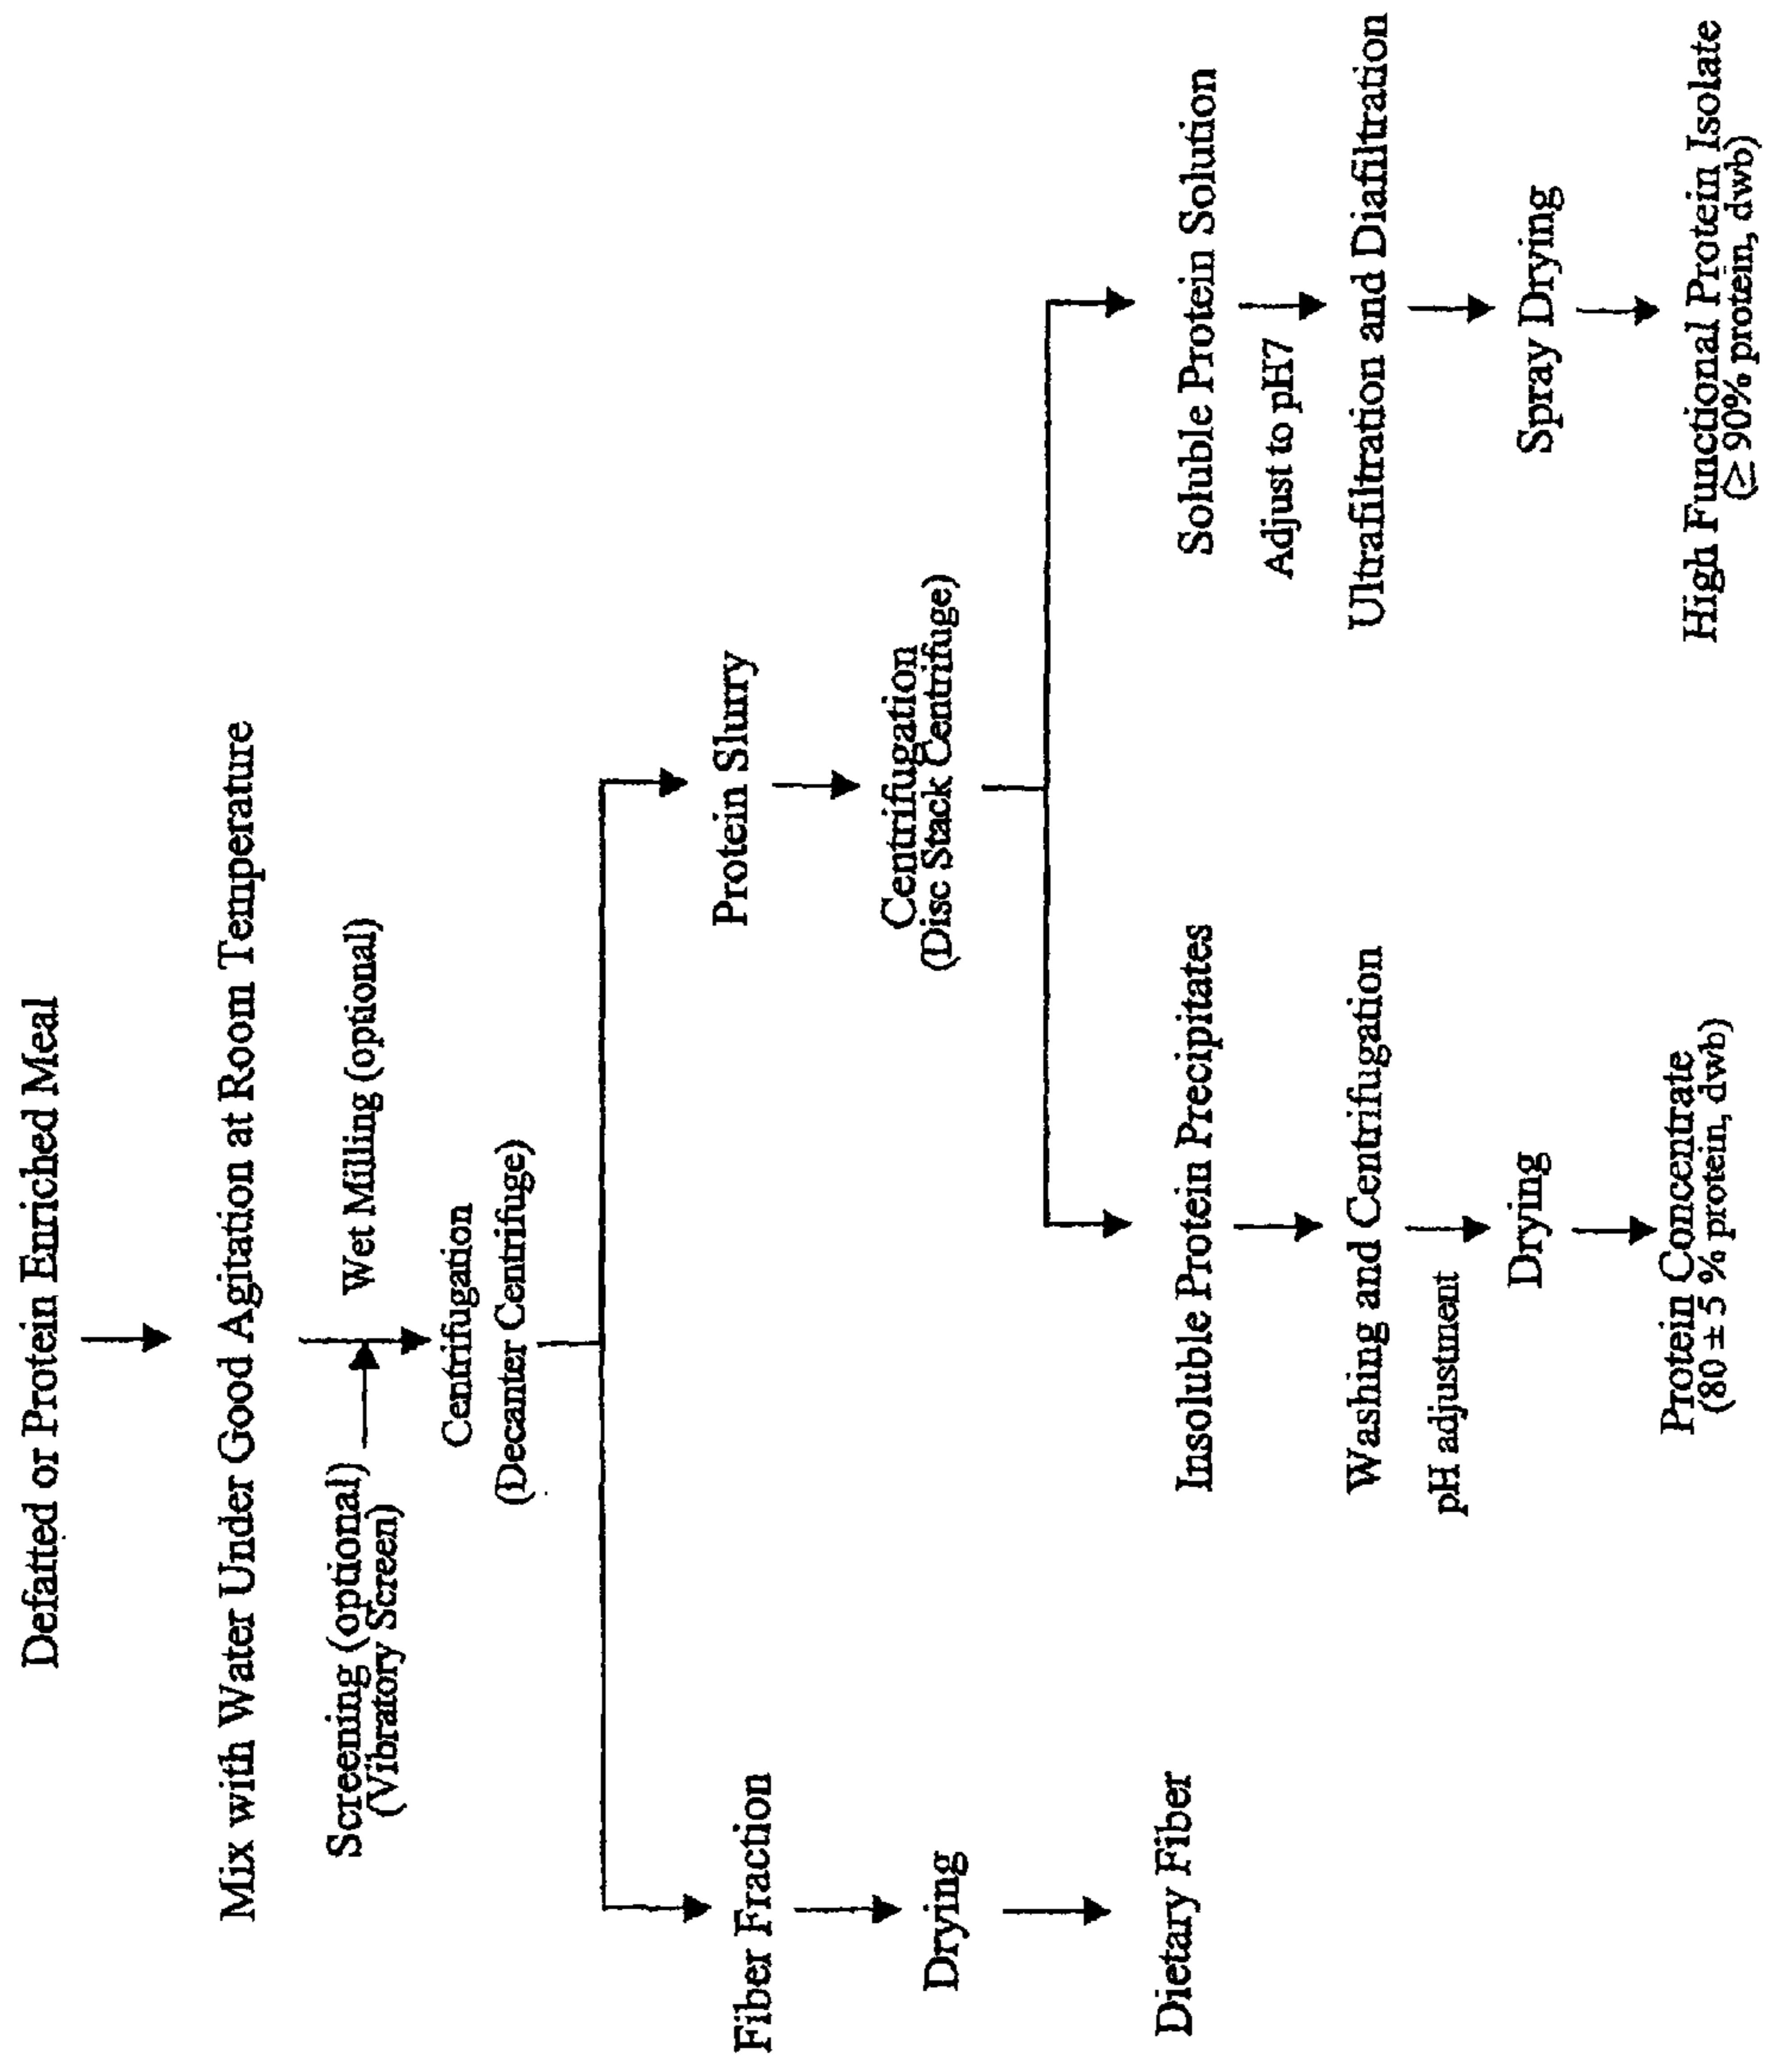 Defatted or Protein Enriched Meal
Mix with Water Under Good Agitation at Room Temperature
Screening (optional)
(Vibratory Screen)
Wet Milling (optional)
Centrifugation
(Decanter Centrifuge)
Fiber Fraction
Drying
Dietary Fiber
Protein Slurry
Centrifugation
(Disc Stack Centrifuge)
Insoluble Protein Precipitates
Washing and Centrifugation
pH adjustment
Drying
Protein Concentrate
(80 ± 5 % protein, dwb)
Soluble Protein Solution
Adjust to pH7
Ultrafiltration and Diafiltration
Spray Drying
High Functional Protein Isolate
(≥ 90% protein, dwb)